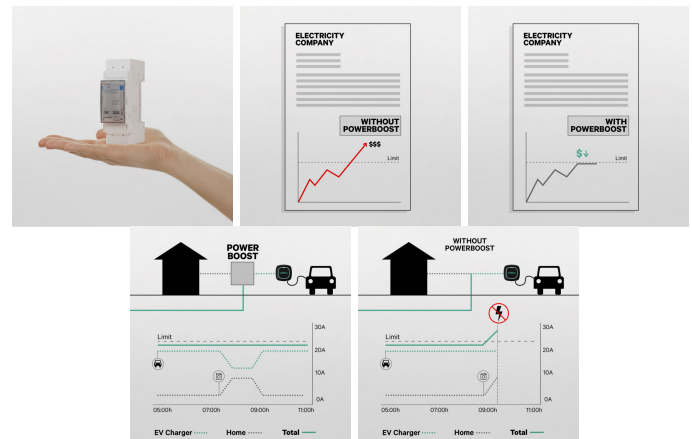 ELECTRICITY
COMPANY
WITHOUT
POWERBOOST
$$$
Limit
ELECTRICITY
COMPANY
WITH
POWERBOOST
$↓
Limit
POWER
BOOST
Limit
30A
20A
10A
0A
05:00h 07:00h 09:00h 11:00h
EV Charger Home Total
WITHOUT
POWERBOOST
Limit
30A
20A
10A
0A
05:00h 07:00h 09:00h 11:00h
EV Charger Home Total